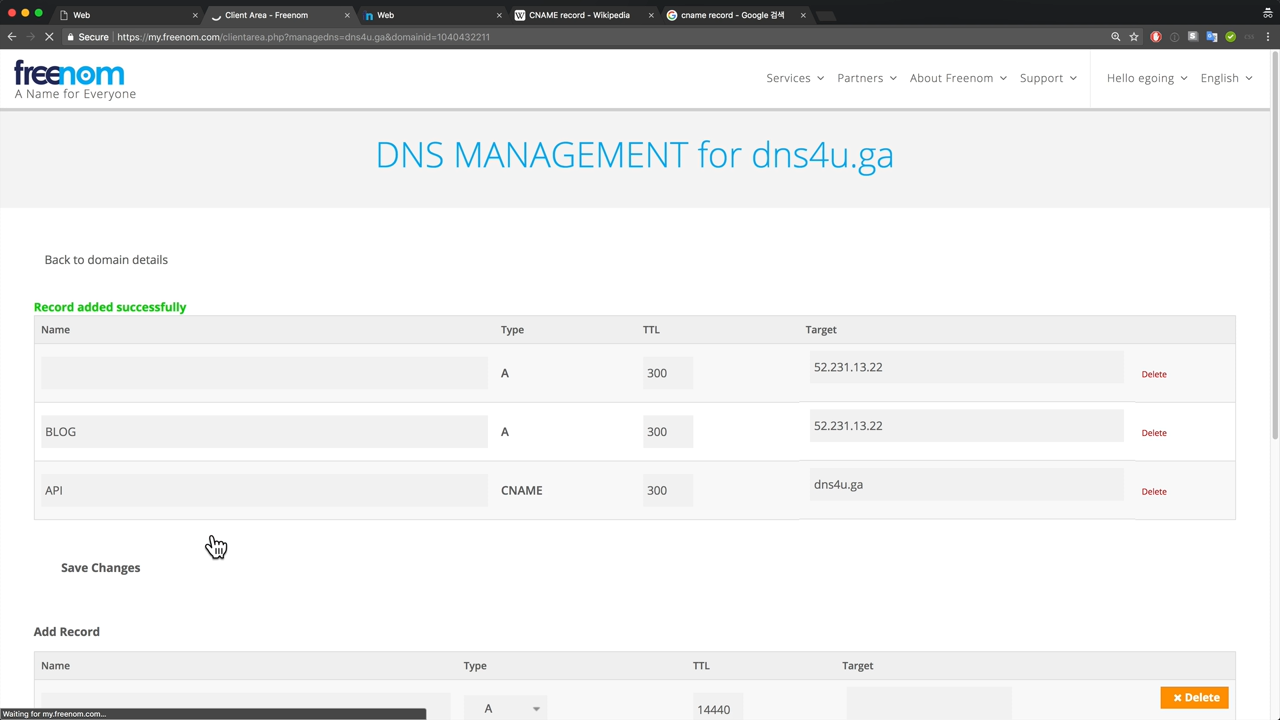 Web
Client Area - Freenom
Web
CNAME record - Wikipedia
cname record - Google 검색
Secure
https://my.freenom.com/clientarea.php?managedns=dns4u.ga&domainid=1040432211
freenom
A Name for Everyone
Services
Partners
About Freenom
Support
Hello egoing
English
DNS MANAGEMENT for dns4u.ga
Back to domain details
Record added successfully
Name Type TTL Target
A 300 52.231.13.22 Delete
BLOG A 300 52.231.13.22 Delete
API CNAME 300 dns4u.ga Delete
Save Changes
Add Record
Name Type TTL Target
A 14440 × Delete
Waiting for my.freenom.com...